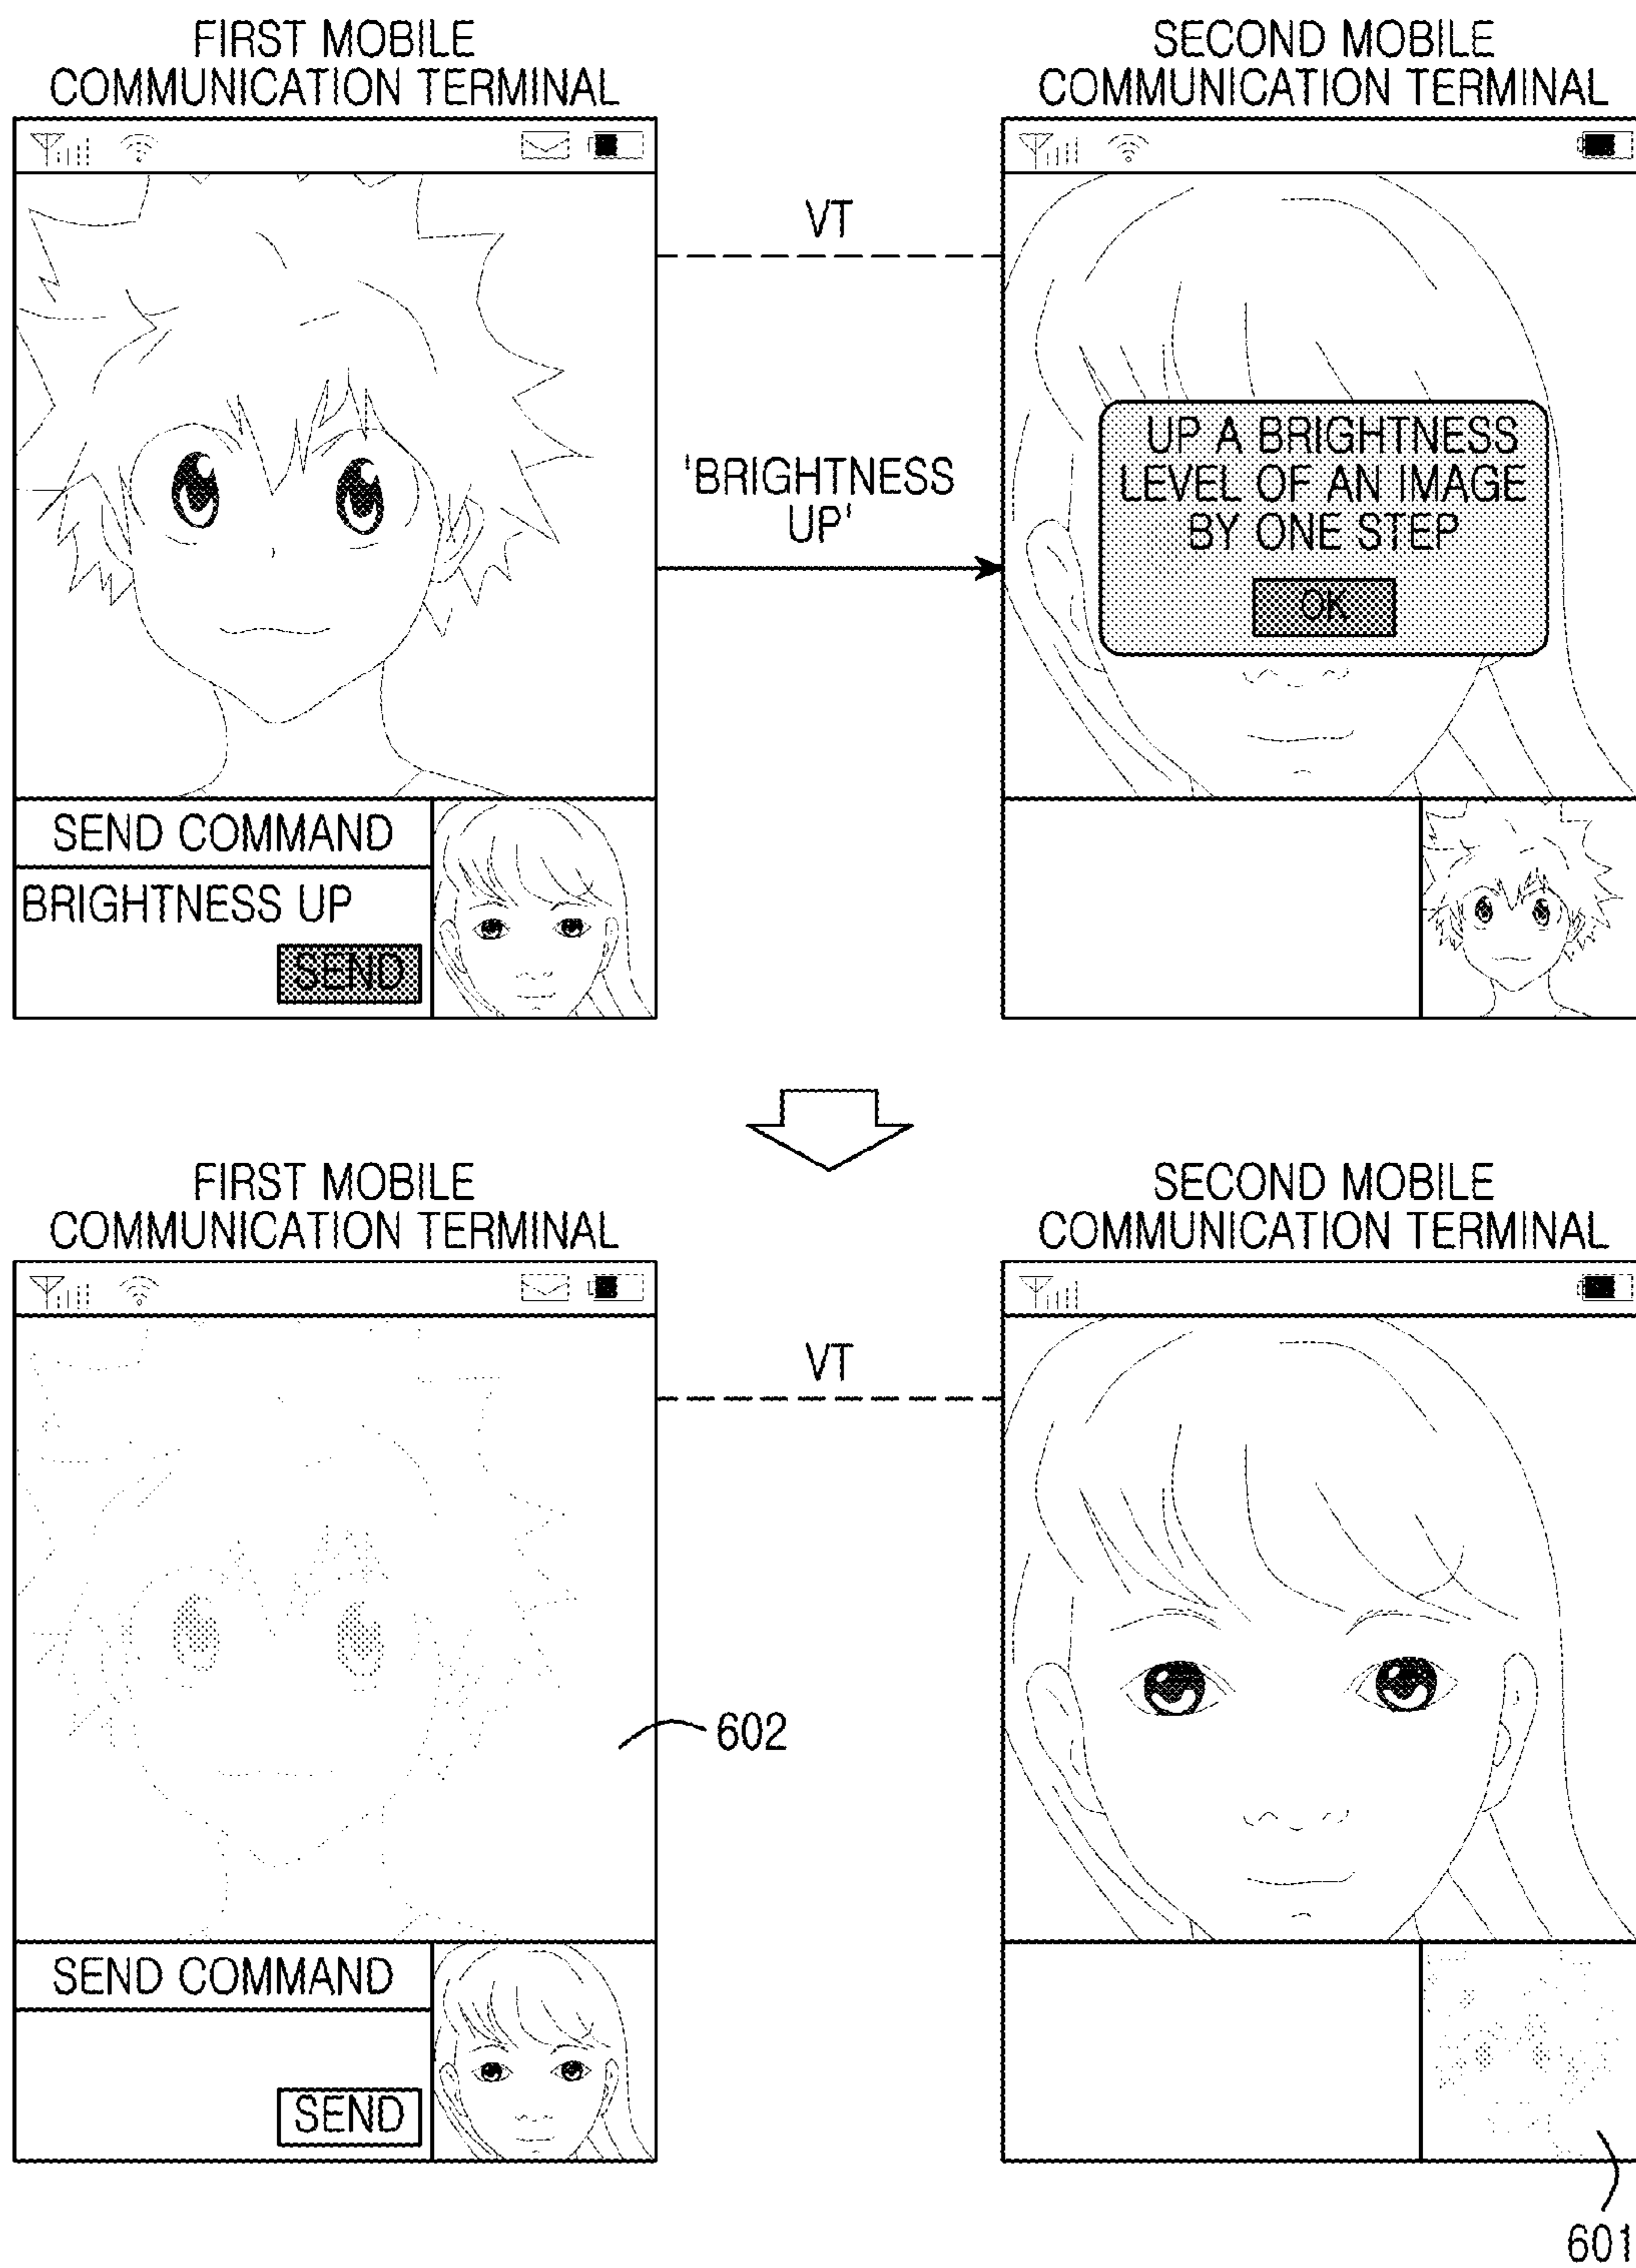 FIRST MOBILE
COMMUNICATION TERMINAL
SECOND MOBILE
COMMUNICATION TERMINAL
VT
'BRIGHTNESS
UP'
UP A BRIGHTNESS
LEVEL OF AN IMAGE
BY ONE STEP
OK
SEND COMMAND
BRIGHTNESS UP
SEND
FIRST MOBILE
COMMUNICATION TERMINAL
SECOND MOBILE
COMMUNICATION TERMINAL
VT
602
SEND COMMAND
SEND
601